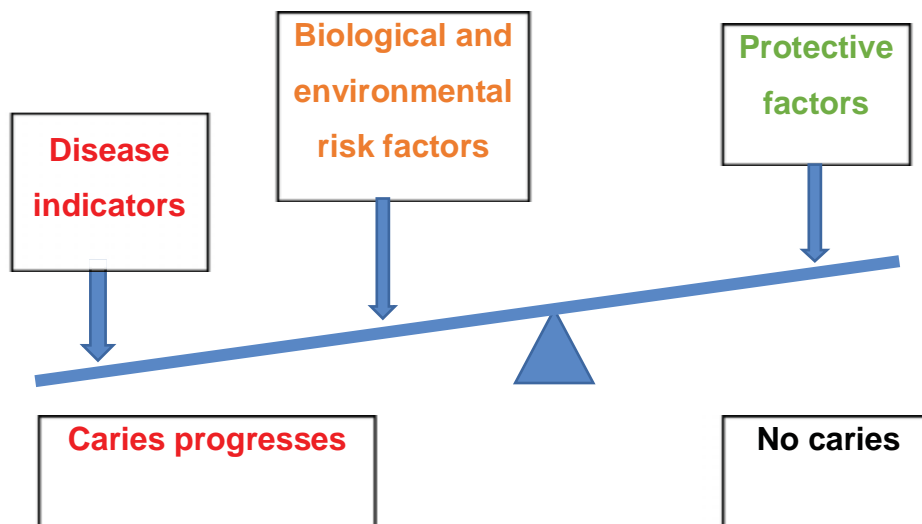 Disease
indicators
Biological and
environmental
risk factors
Protective
factors
Caries progresses
No caries